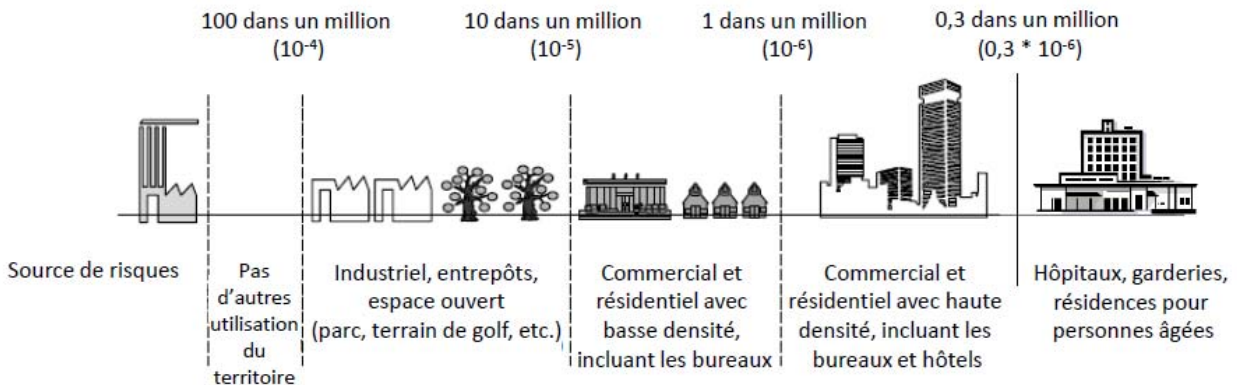 100 dans un million
(10⁻⁴)
10 dans un million
(10⁻⁵)
1 dans un million
(10⁻⁶)
0,3 dans un million
(0,3 * 10⁻⁶)
Source de risques
Pas
d'autres
utilisation
du
territoire
Industriel, entrepôts,
espace ouvert
(parc, terrain de golf, etc.)
Commercial et
résidentiel avec
basse densité,
incluant les bureaux
Commercial et
résidentiel avec haute
densité, incluant les
bureaux et hôtels
Hôpitaux, garderies,
résidences pour
personnes âgées